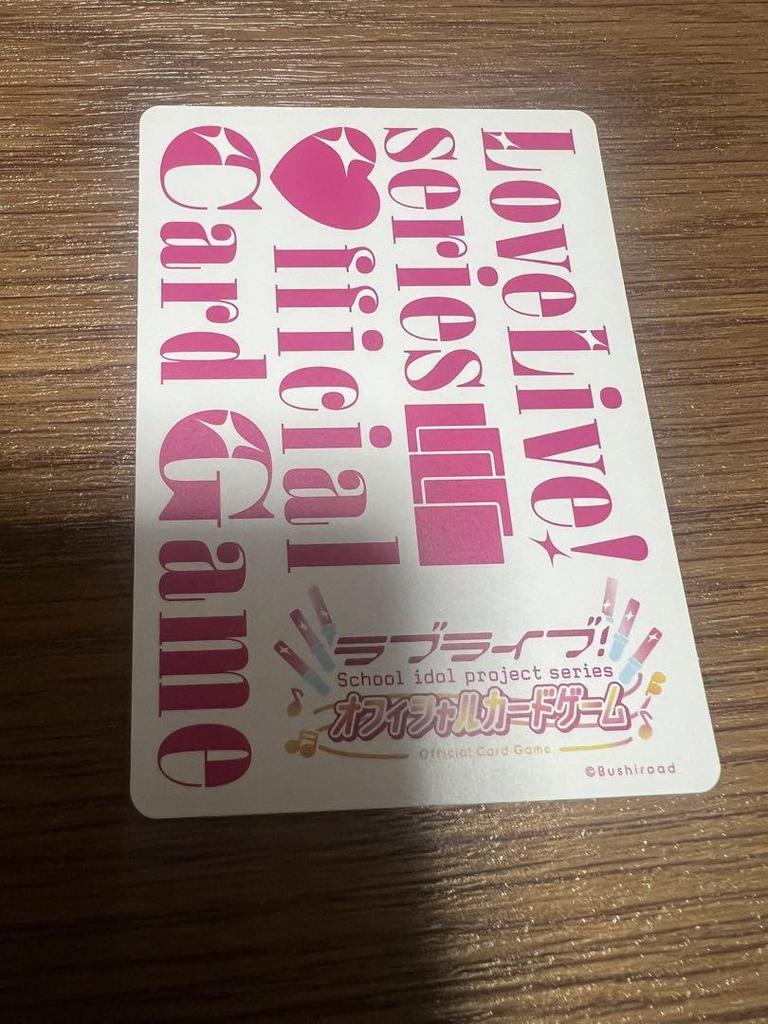 LoveLive!
series
Official
Card Game
ラブライブ!
School idol project series
オフィシャルカードゲーム
Official Card Game
©Bushiroad